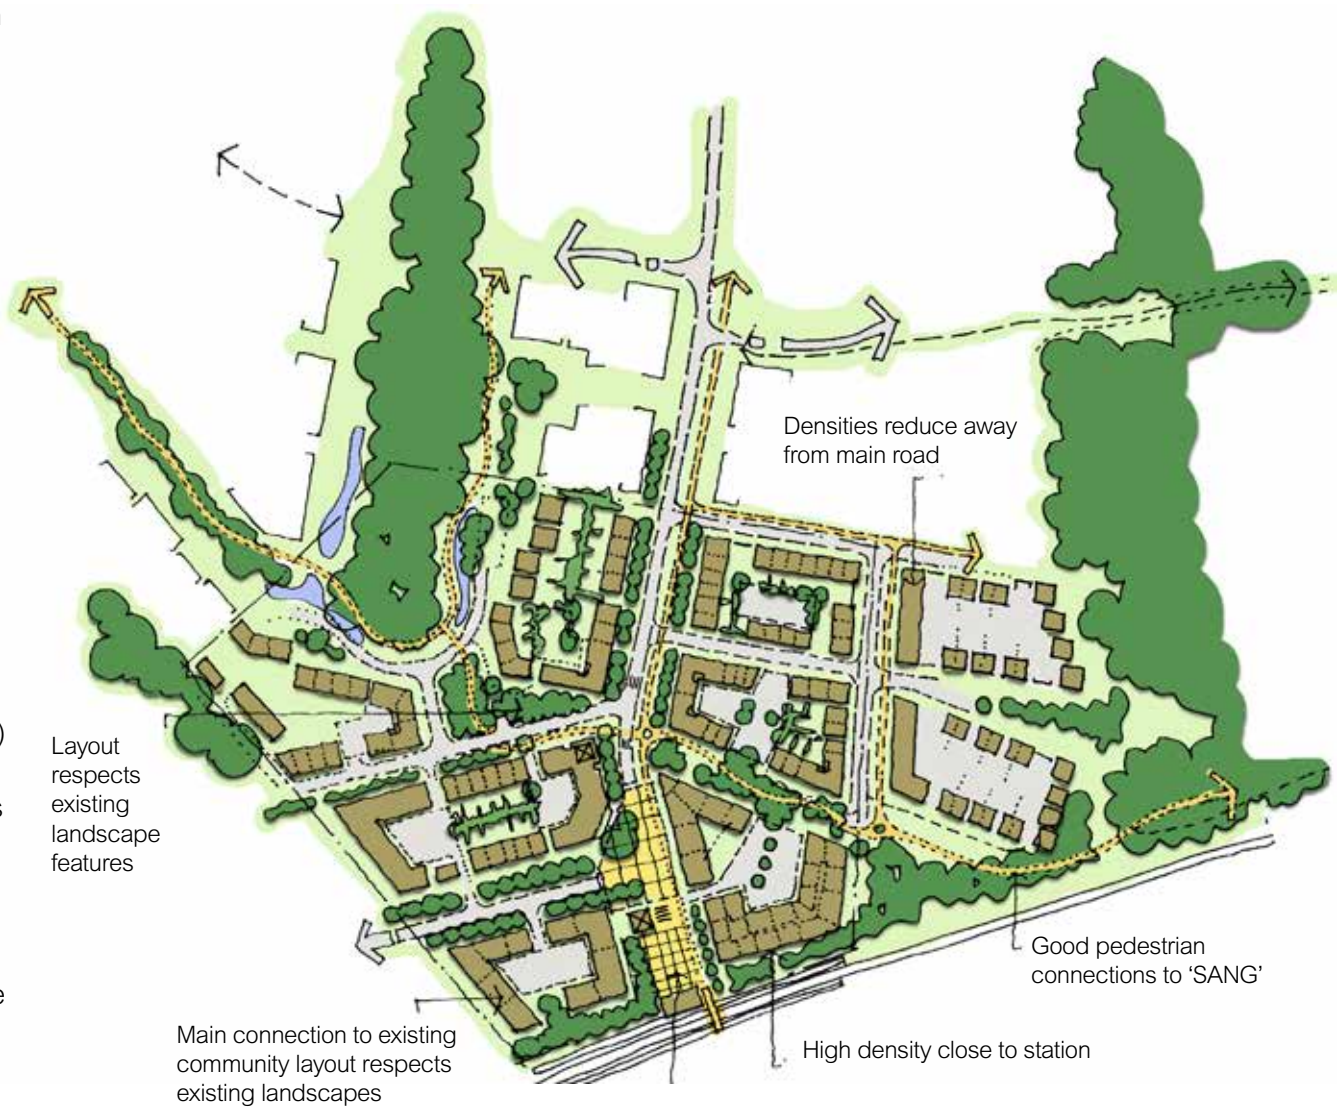 Densities reduce away
from main road
Layout
respects
existing
landscape
features
Good pedestrian
connections to ‘SANG’
Main connection to existing
community layout respects
existing landscapes
High density close to station